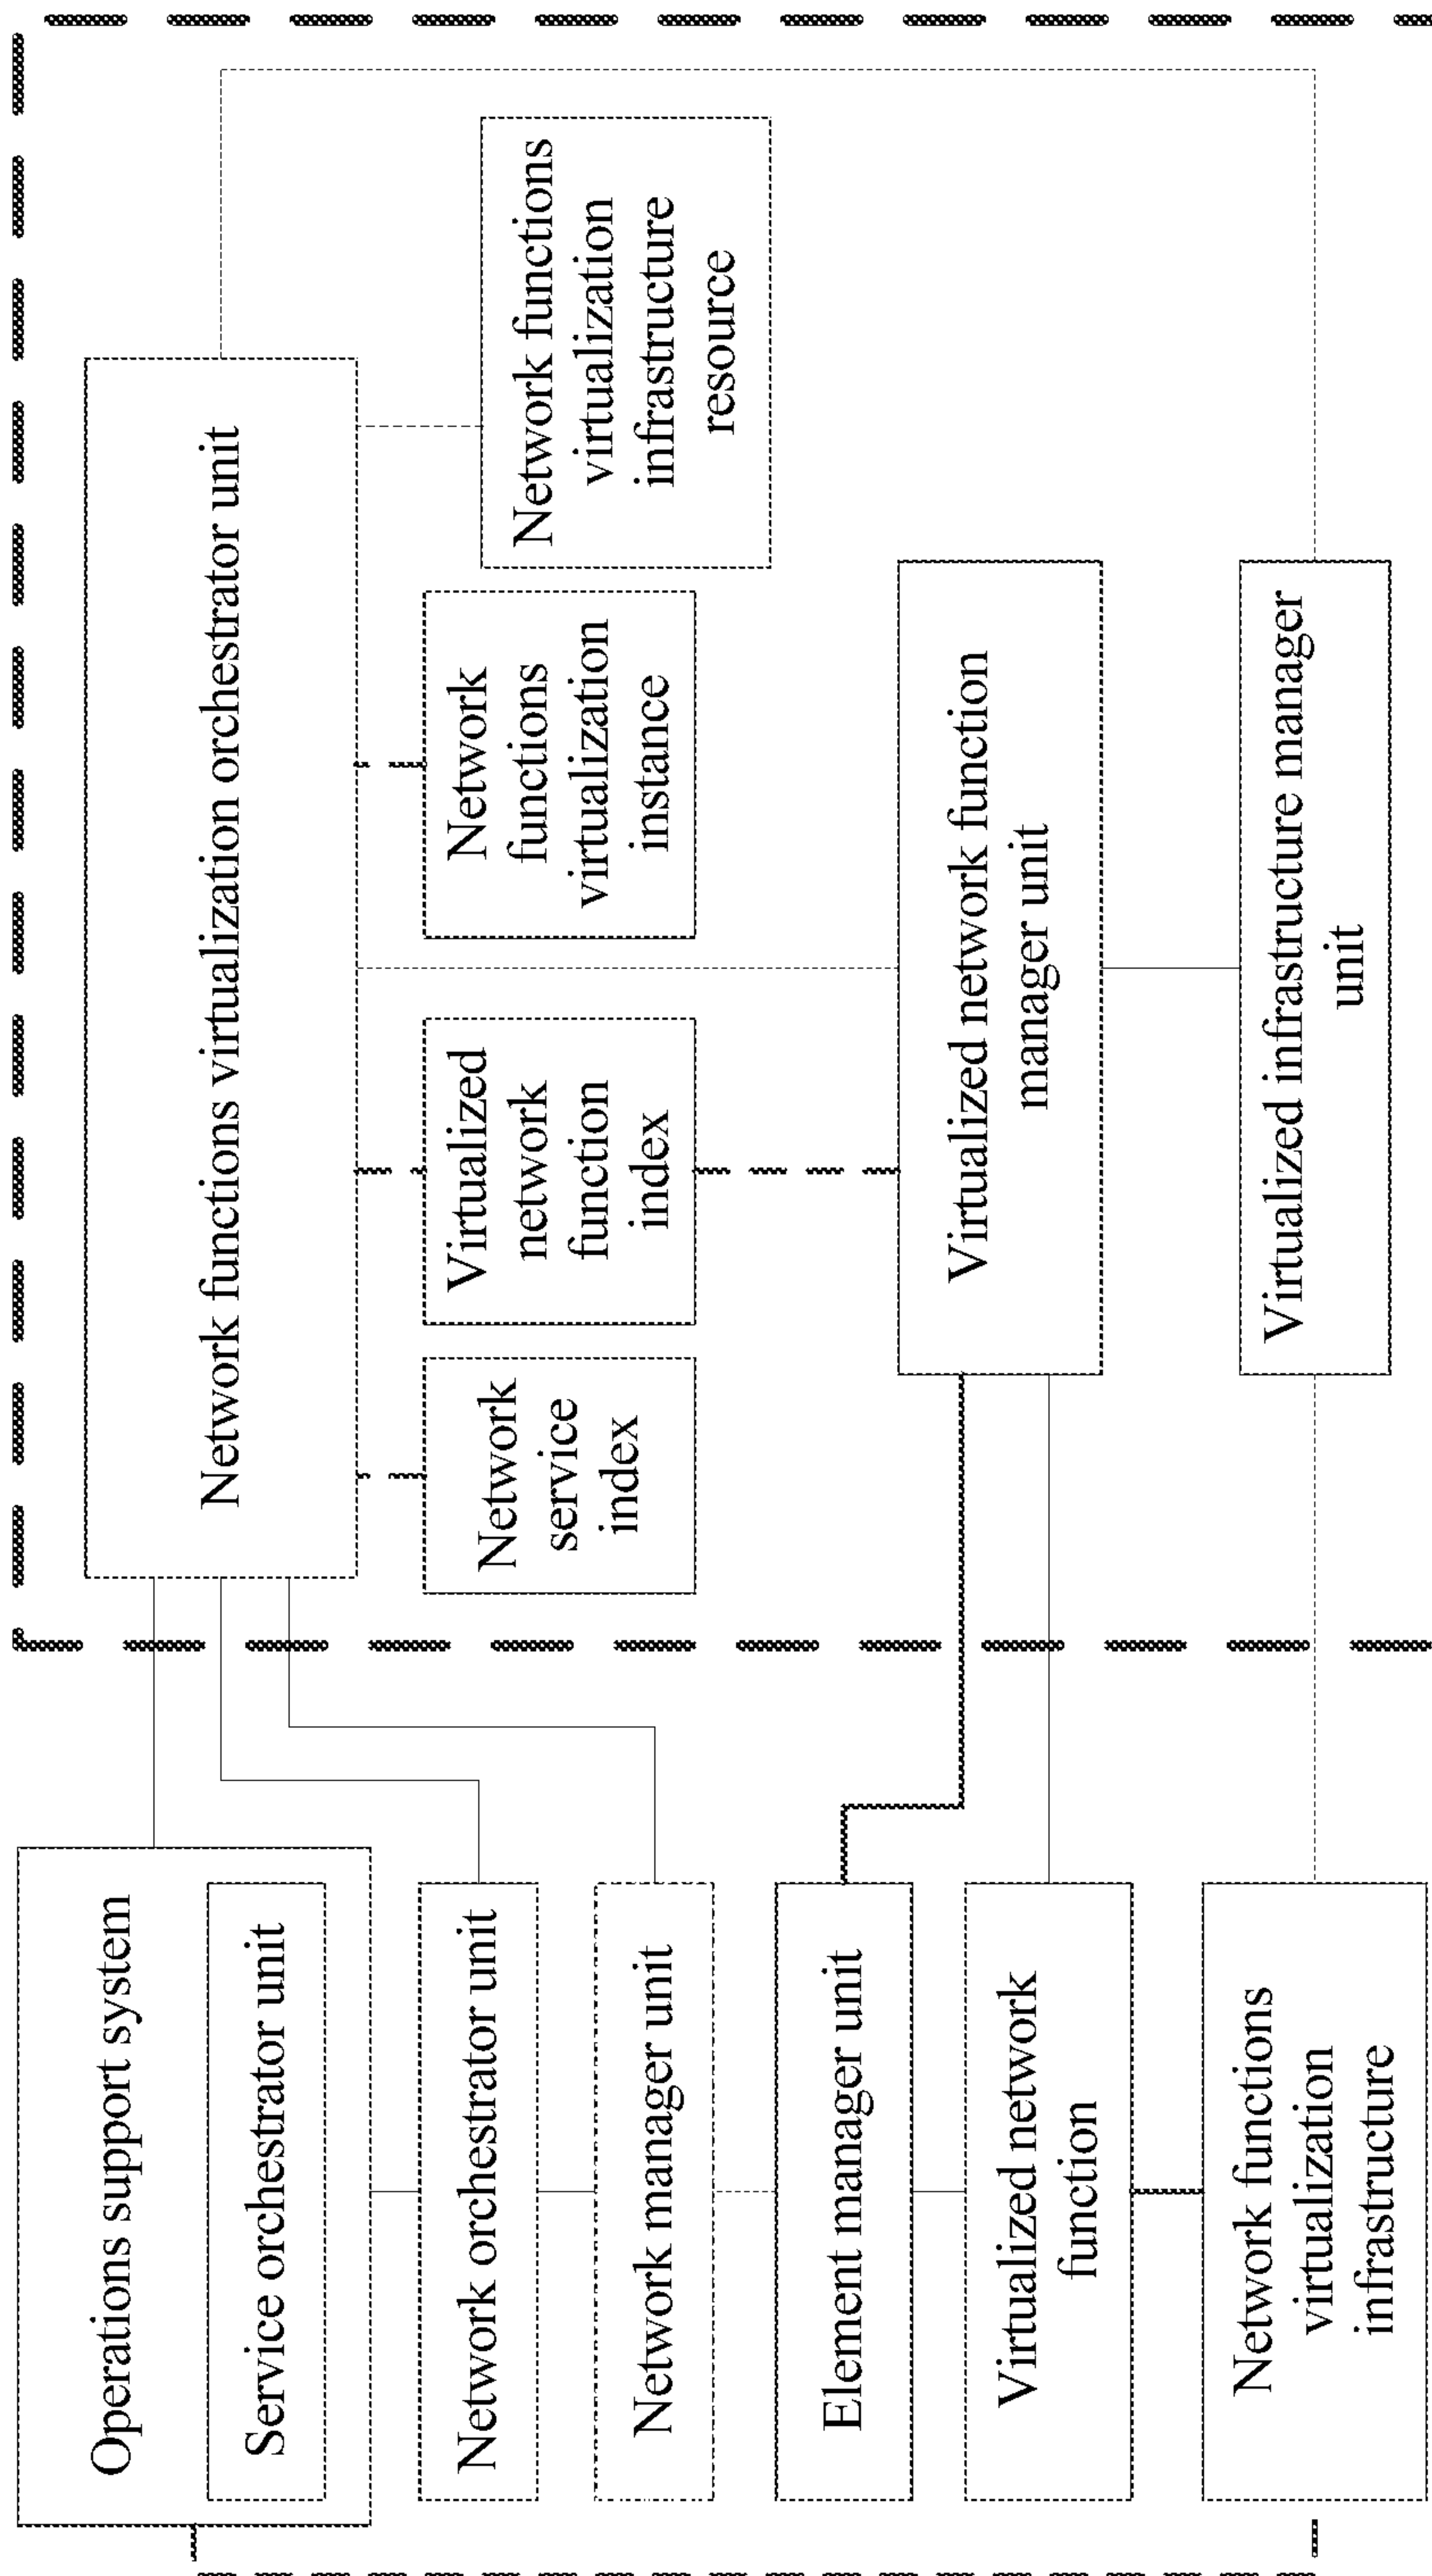 Operations support system
Service orchestrator unit
Network orchestrator unit
Network manager unit
Element manager unit
Virtualized network
function
Network functions
virtualization
infrastructure
Network functions virtualization orchestrator unit
Network
service
index
Virtualized
network
function
index
Network
functions
virtualization
instance
Network functions
virtualization
infrastructure
resource
Virtualized network function
manager unit
Virtualized infrastructure manager
unit